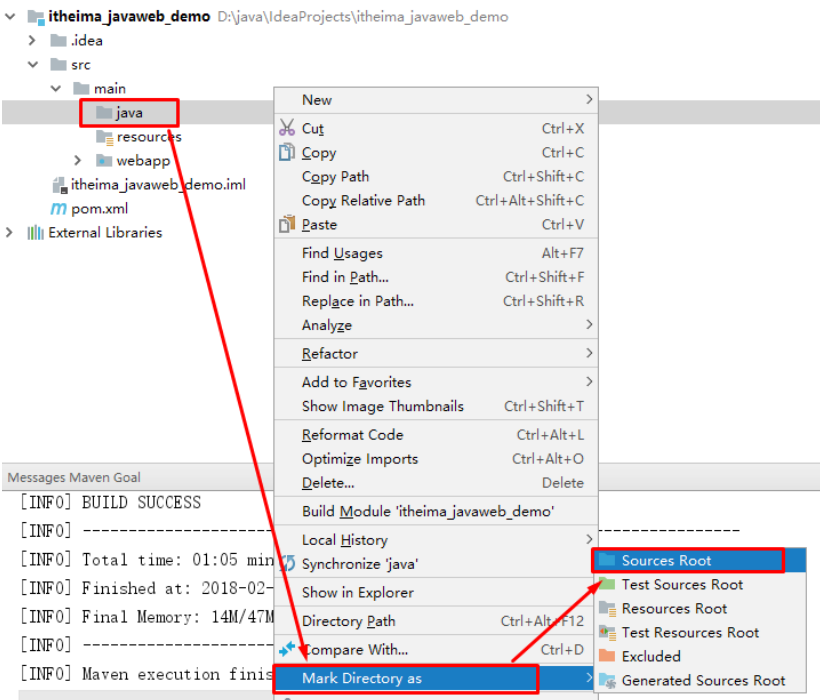 itheima_javaweb_demo D:\java\IdeaProjects\itheima_javaweb_demo
.idea
src
main
java
resources
webapp
itheima_javaweb_demo.iml
pom.xml
External Libraries
New
Cut Ctrl+X
Copy Ctrl+C
Copy Path Ctrl+Shift+C
Copy Relative Path Ctrl+Alt+Shift+C
Paste Ctrl+V
Find Usages Alt+F7
Find in Path... Ctrl+Shift+F
Replace in Path... Ctrl+Shift+R
Analyze
Refactor
Add to Favorites
Show Image Thumbnails Ctrl+Shift+T
Reformat Code Ctrl+Alt+L
Optimize Imports Ctrl+Alt+O
Delete... Delete
Build Module 'itheima_javaweb_demo'
Local History
Synchronize 'java'
Show in Explorer
Directory Path Ctrl+Alt+F12
Compare With... Ctrl+D
Mark Directory as
Sources Root
Test Sources Root
Resources Root
Test Resources Root
Excluded
Generated Sources Root
Messages Maven Goal
[INFO] BUILD SUCCESS
[INFO] ------------------------------------------------------------------------
[INFO] Total time: 01:05 min
[INFO] Finished at: 2018-02-
[INFO] Final Memory: 14M/47M
[INFO] ------------------------------------------------------------------------
[INFO] Maven execution finis